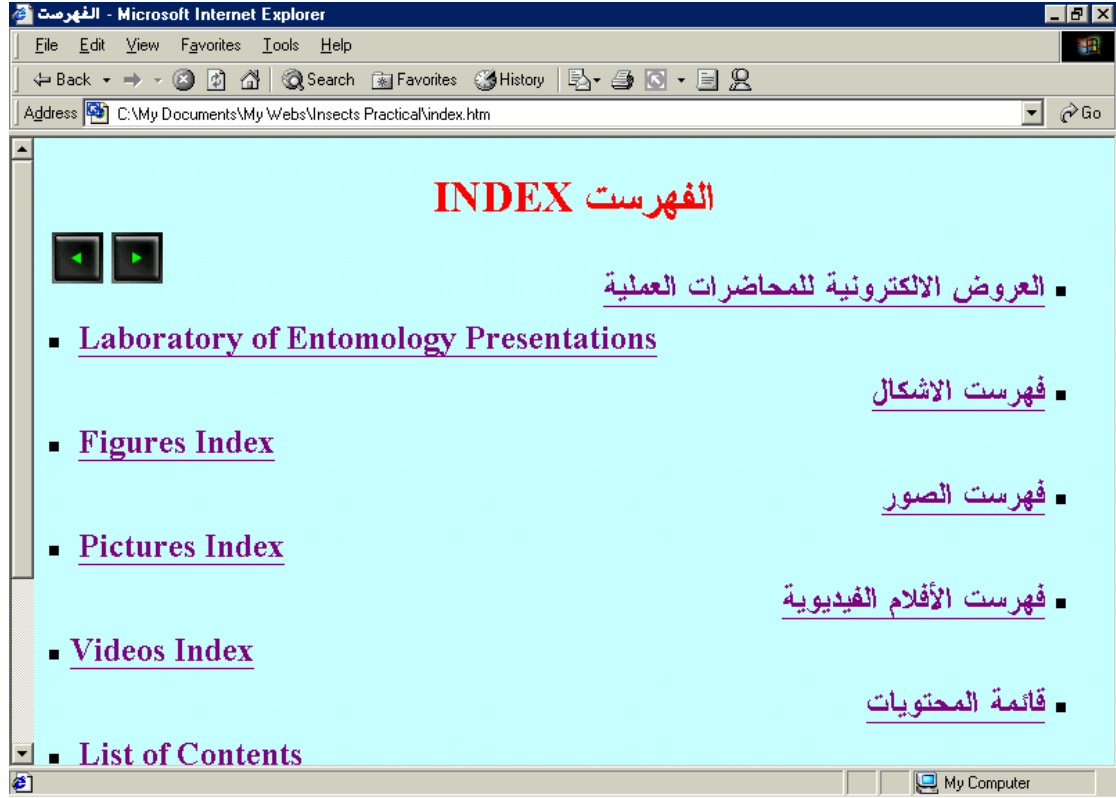 الفهرست - Microsoft Internet Explorer
File Edit View Favorites Tools Help
Back Search Favorites History
Address C:\My Documents\My Webs\Insects Practical\index.htm Go
الفهرست INDEX
العروض الالكترونية للمحاضرات العملية
Laboratory of Entomology Presentations
فهرست الاشكال
Figures Index
فهرست الصور
Pictures Index
فهرست الأفلام الفيديوية
Videos Index
قائمة المحتويات
List of Contents
My Computer